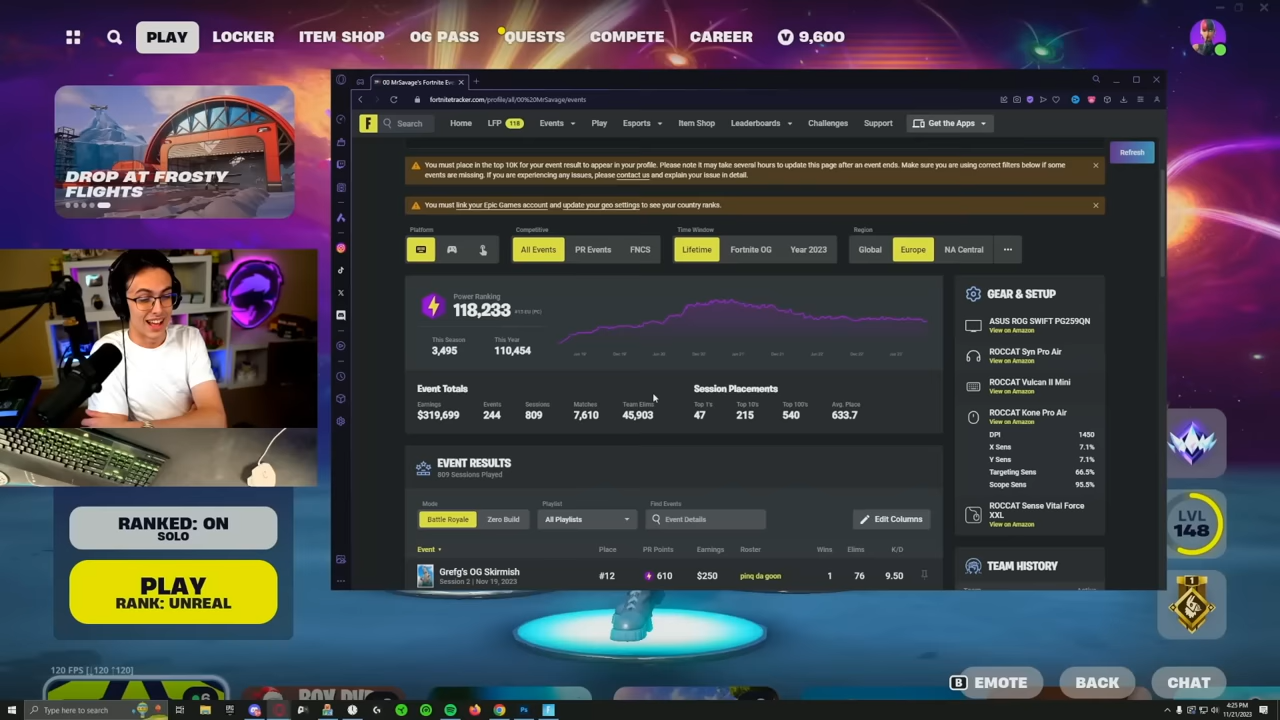 PLAY
LOCKER
ITEM SHOP
OG PASS
QUESTS
COMPETE
CAREER
V 9,600
DROP AT FROSTY
FLIGHTS
00 MrSavage's Fortnite Eve
fortnitetracker.com/profile/all/00%20MrSavage/events
F
Search
Home
LFP 118
Events
Play
Esports
Item Shop
Leaderboards
Challenges
Support
Get the Apps
Refresh
You must place in the top 10K for your event result to appear in your profile. Please note it may take several hours to update this page after an event ends. Make sure you are using correct filters below if some
events are missing. If you are experiencing any issues, please contact us and explain your issue in detail.
You must link your Epic Games account and update your geo settings to see your country ranks.
Platform
Competitive
Time Window
Region
All Events
PR Events
FNCS
Lifetime
Fortnite OG
Year 2023
Global
Europe
NA Central
Power Ranking
118,233
This Season
3,495
This Year
110,454
Event Totals
Earnings
$319,699
Events
244
Sessions
809
Matches
7,610
Team Elims
45,903
Session Placements
Top 1's
47
Top 10's
215
Top 100's
540
Avg. Place
633.7
GEAR & SETUP
ASUS ROG SWIFT PG259QN
View on Amazon
ROCCAT Syn Pro Air
View on Amazon
ROCCAT Vulcan II Mini
View on Amazon
ROCCAT Kone Pro Air
View on Amazon
DPI 1450
X Sens 7.1%
Y Sens 7.1%
Targeting Sens 66.5%
Scope Sens 95.5%
ROCCAT Sense Vital Force
XXL
View on Amazon
TEAM HISTORY
EVENT RESULTS
809 Sessions Played
Mode
Playlist
Find Events
Battle Royale
Zero Build
All Playlists
Event Details
Edit Columns
Event
Place
PR Points
Earnings
Roster
Wins
Elims
K/D
Grefg's OG Skirmish
Session 2 | Nov 19, 2023
#12
610
$250
pinq da goon
1
76
9.50
LVL
148
RANKED: ON
SOLO
PLAY
RANK: UNREAL
120 FPS [↓120 ↑120]
B EMOTE
BACK
CHAT
Type here to search
4:25 PM
11/21/2023